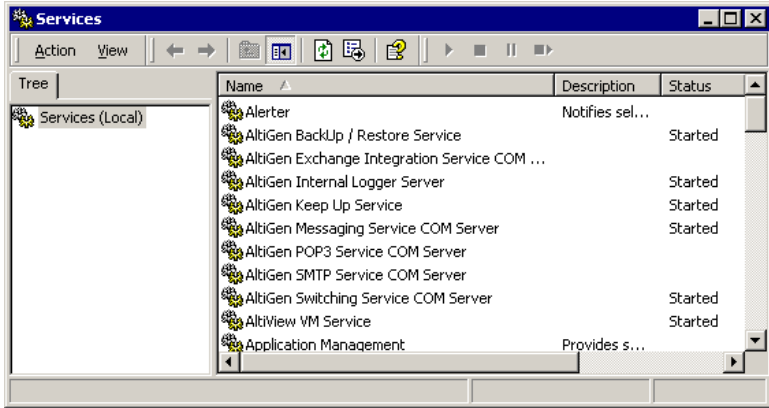 Services
Action View
Tree
Name Description Status
Services (Local)
Alerter Notifies sel...
AltiGen BackUp / Restore Service Started
AltiGen Exchange Integration Service COM ...
AltiGen Internal Logger Server Started
AltiGen Keep Up Service Started
AltiGen Messaging Service COM Server Started
AltiGen POP3 Service COM Server
AltiGen SMTP Service COM Server
AltiGen Switching Service COM Server Started
AltiView VM Service Started
Application Management Provides s...